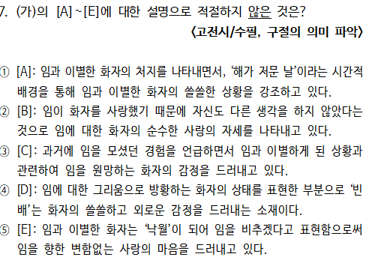 7. (가)의 [A]~[E]에 대한 설명으로 적절하지 않은 것은?
<고전시/수필, 구절의 의미 파악>
① [A]: 임과 이별한 화자의 처지를 나타내면서, ‘해가 저문 날’이라는 시간적
배경을 통해 임과 이별한 화자의 쓸쓸한 상황을 강조하고 있다.
② [B]: 임이 화자를 사랑했기 때문에 자신도 다른 생각을 하지 않았다는
것으로 임에 대한 화자의 순수한 사랑의 자세를 나타내고 있다.
③ [C]: 과거에 임을 모셨던 경험을 언급하면서 임과 이별하게 된 상황과
관련하여 임을 원망하는 화자의 감정을 드러내고 있다.
④ [D]: 임에 대한 그리움으로 방황하는 화자의 상태를 표현한 부분으로 ‘빈
배’는 화자의 쓸쓸하고 외로운 감정을 드러내는 소재이다.
⑤ [E]: 임과 이별한 화자는 ‘낙월’이 되어 임을 비추겠다고 표현함으로써
임을 향한 변함없는 사랑의 마음을 드러내고 있다.